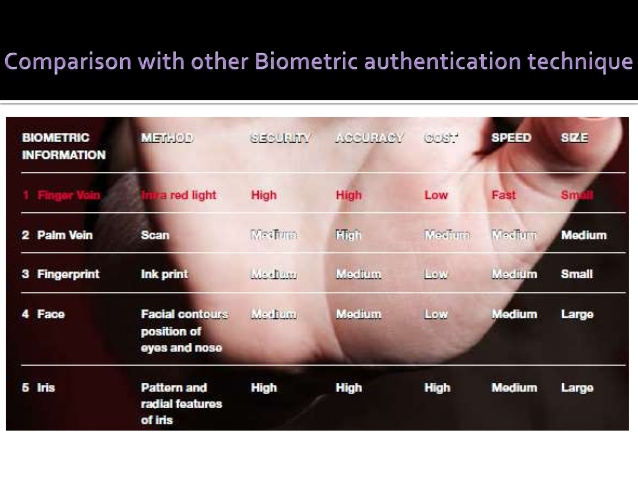 Comparison with other Biometric authentication technique
BIOMETRIC INFORMATION METHOD SECURITY ACCURACY COST SPEED SIZE
1 Finger Vein Infra red light High High Low Fast Small
2 Palm Vein Scan Medium High Medium Medium Medium
3 Fingerprint Ink print Medium Medium Low Medium Small
4 Face Facial contours position of eyes and nose Medium Medium Low Medium Large
5 Iris Pattern and radial features of iris High High High Medium Large